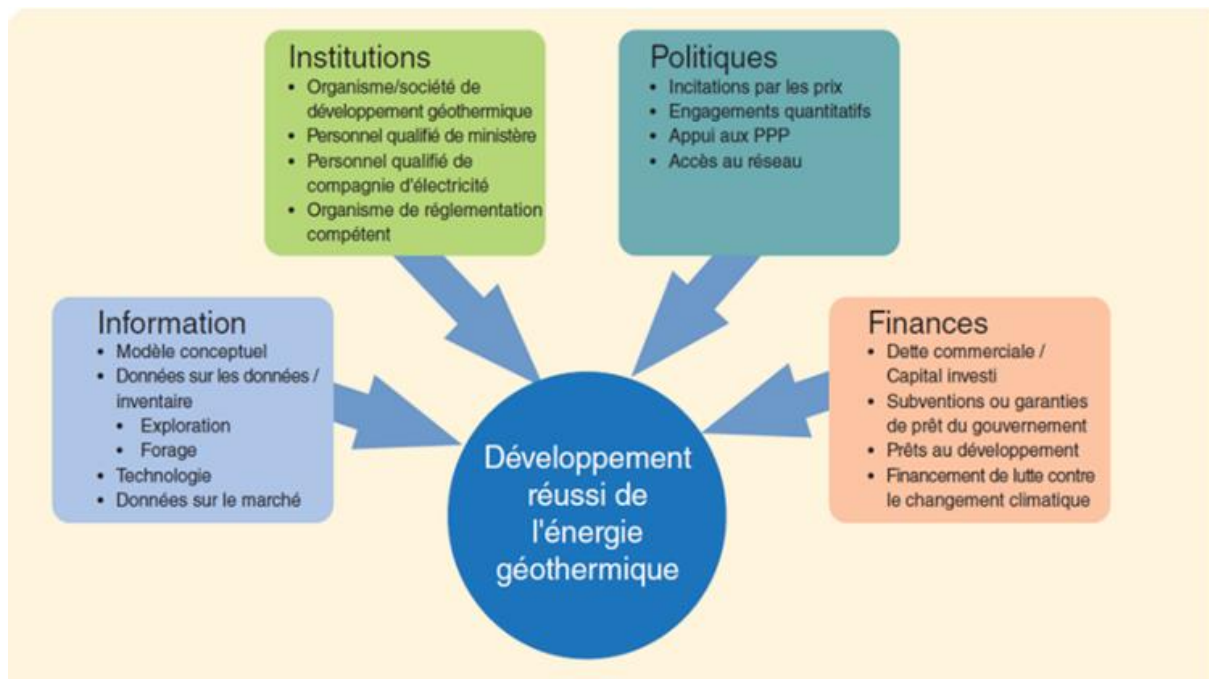 Institutions
• Organisme/société de
développement géothermique
• Personnel qualifié de ministère
• Personnel qualifié de
compagnie d'électricité
• Organisme de réglementation
compétent
Politiques
• Incitations par les prix
• Engagements quantitatifs
• Appui aux PPP
• Accès au réseau
Information
• Modèle conceptuel
• Données sur les données /
inventaire
• Exploration
• Forage
• Technologie
• Données sur le marché
Finances
• Dette commerciale /
Capital investi
• Subventions ou garanties
de prêt du gouvernement
• Prêts au développement
• Financement de lutte contre
le changement climatique
Développement
réussi de
l'énergie
géothermique